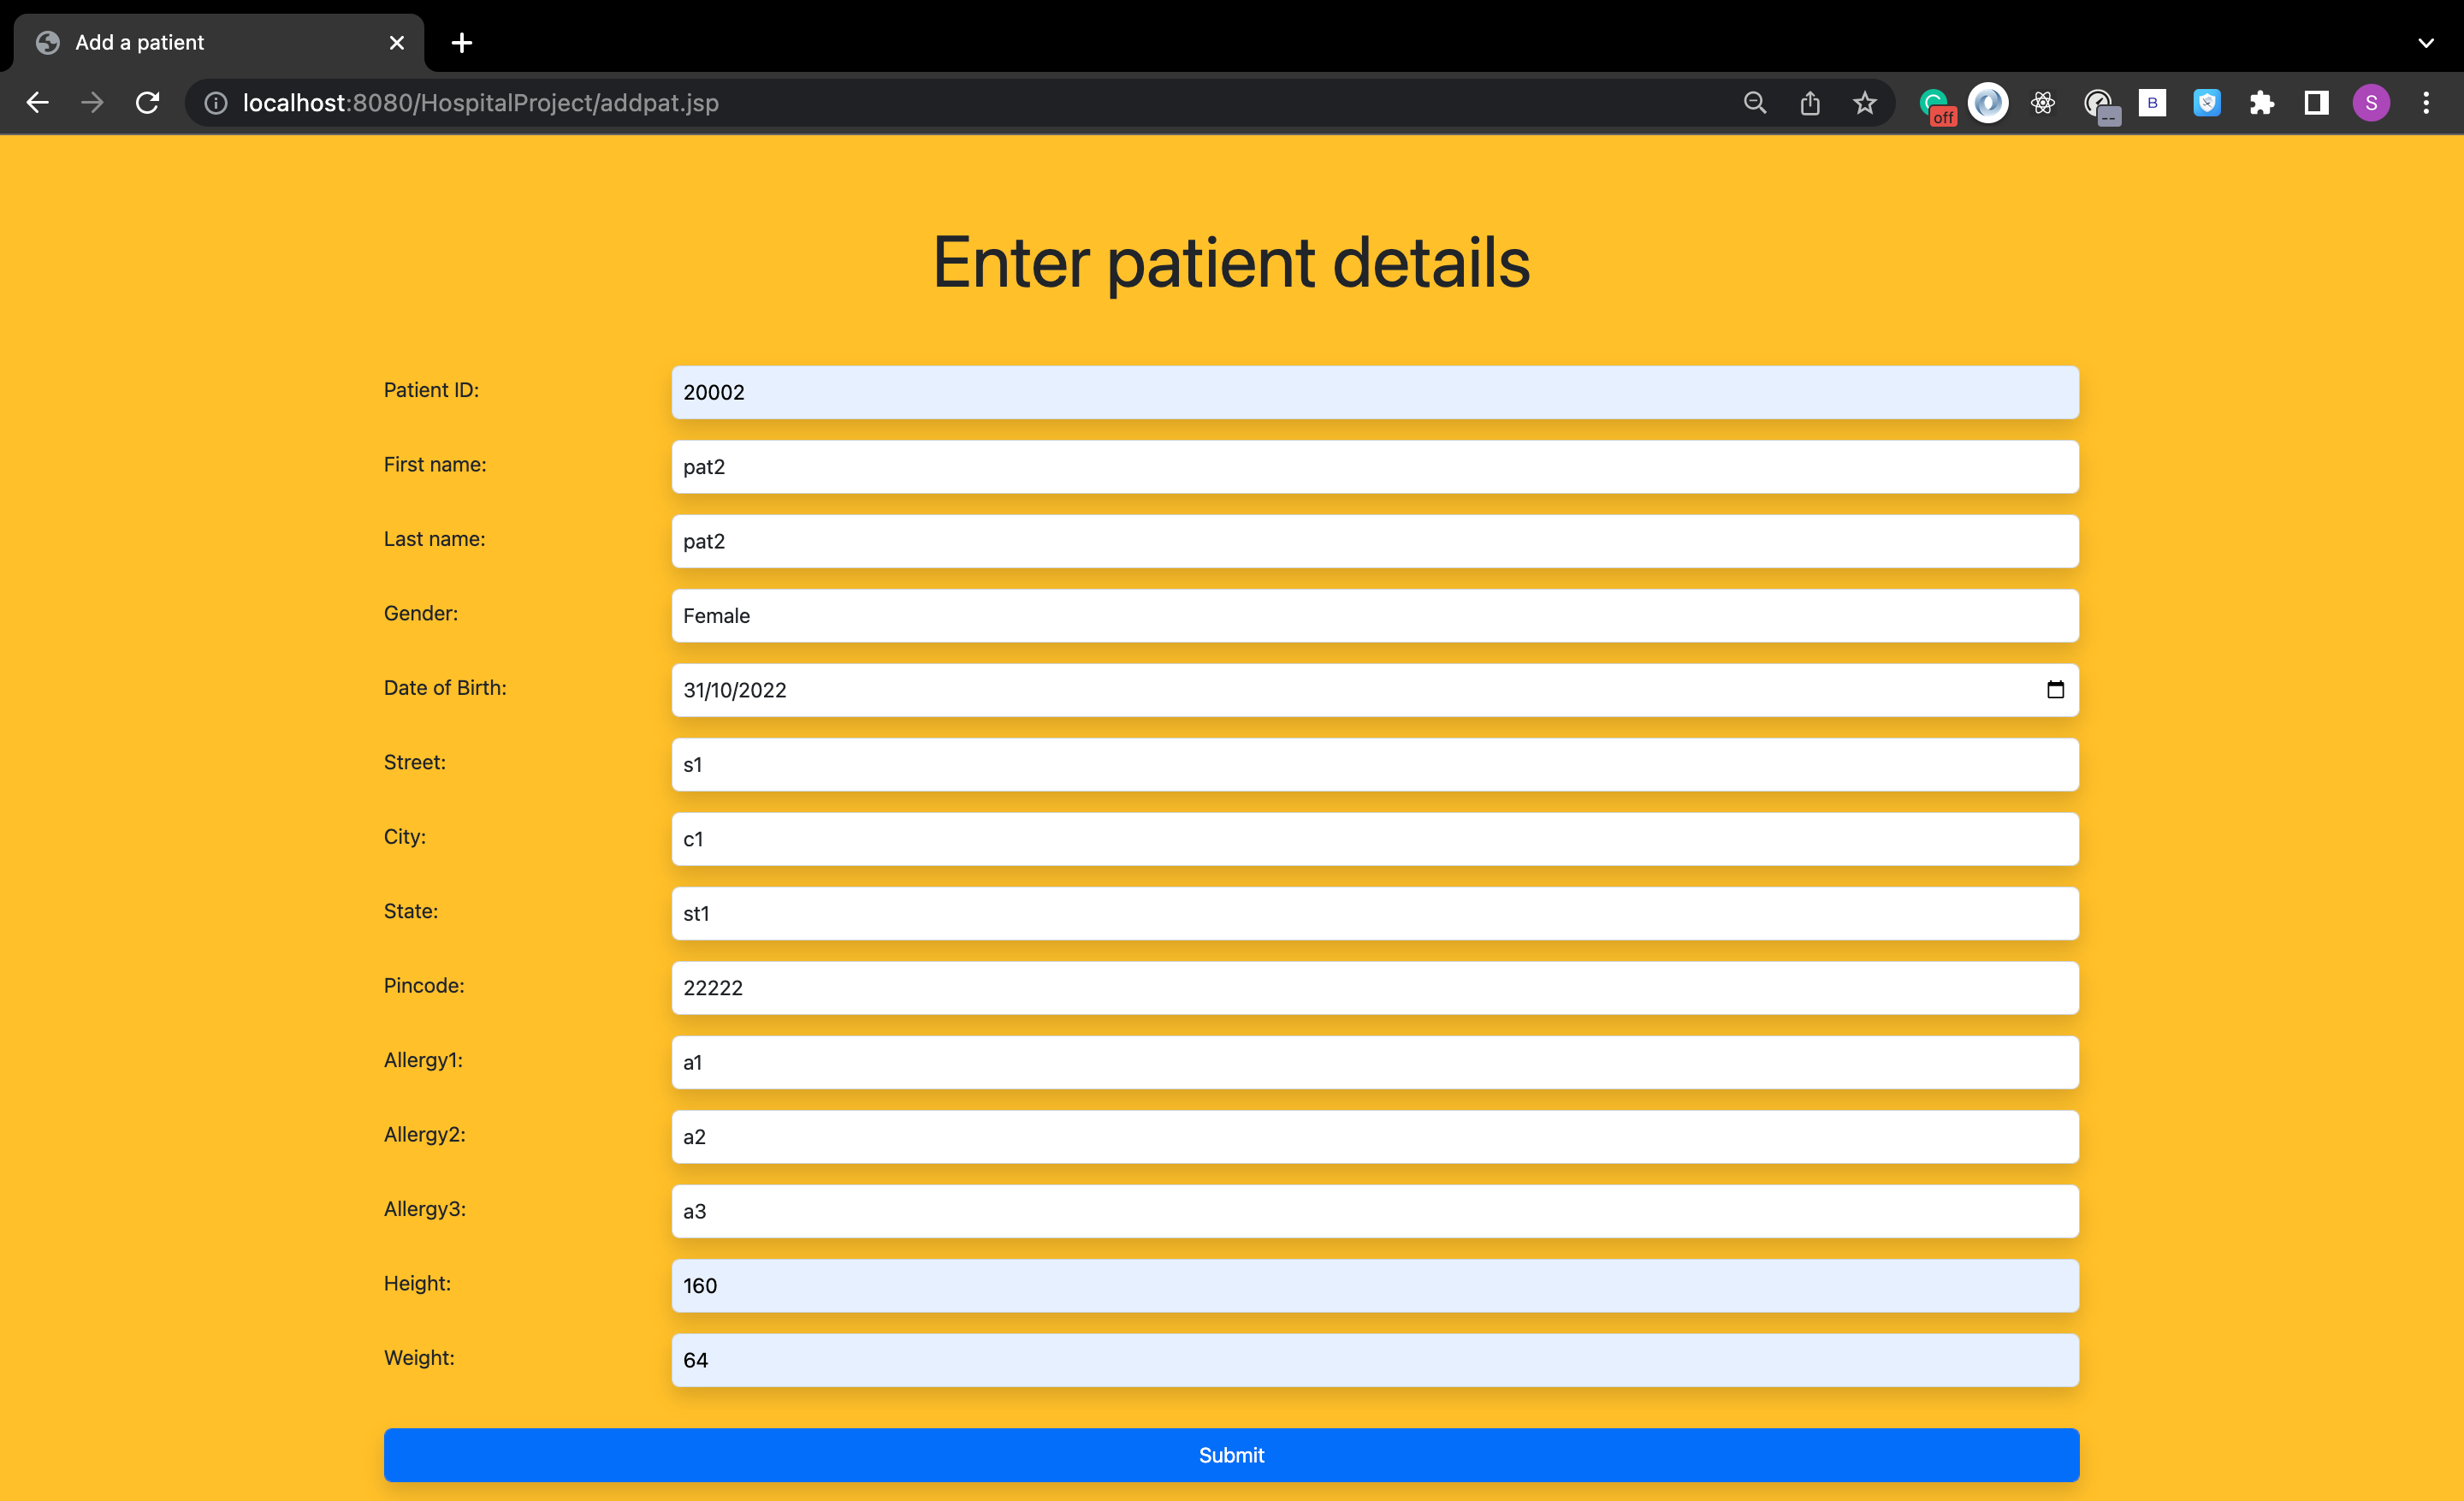 Add a patient
localhost:8080/HospitalProject/addpat.jsp
off
--
B
S
Enter patient details
Patient ID: 20002
First name: pat2
Last name: pat2
Gender: Female
Date of Birth: 31/10/2022
Street: s1
City: c1
State: st1
Pincode: 22222
Allergy1: a1
Allergy2: a2
Allergy3: a3
Height: 160
Weight: 64
Submit